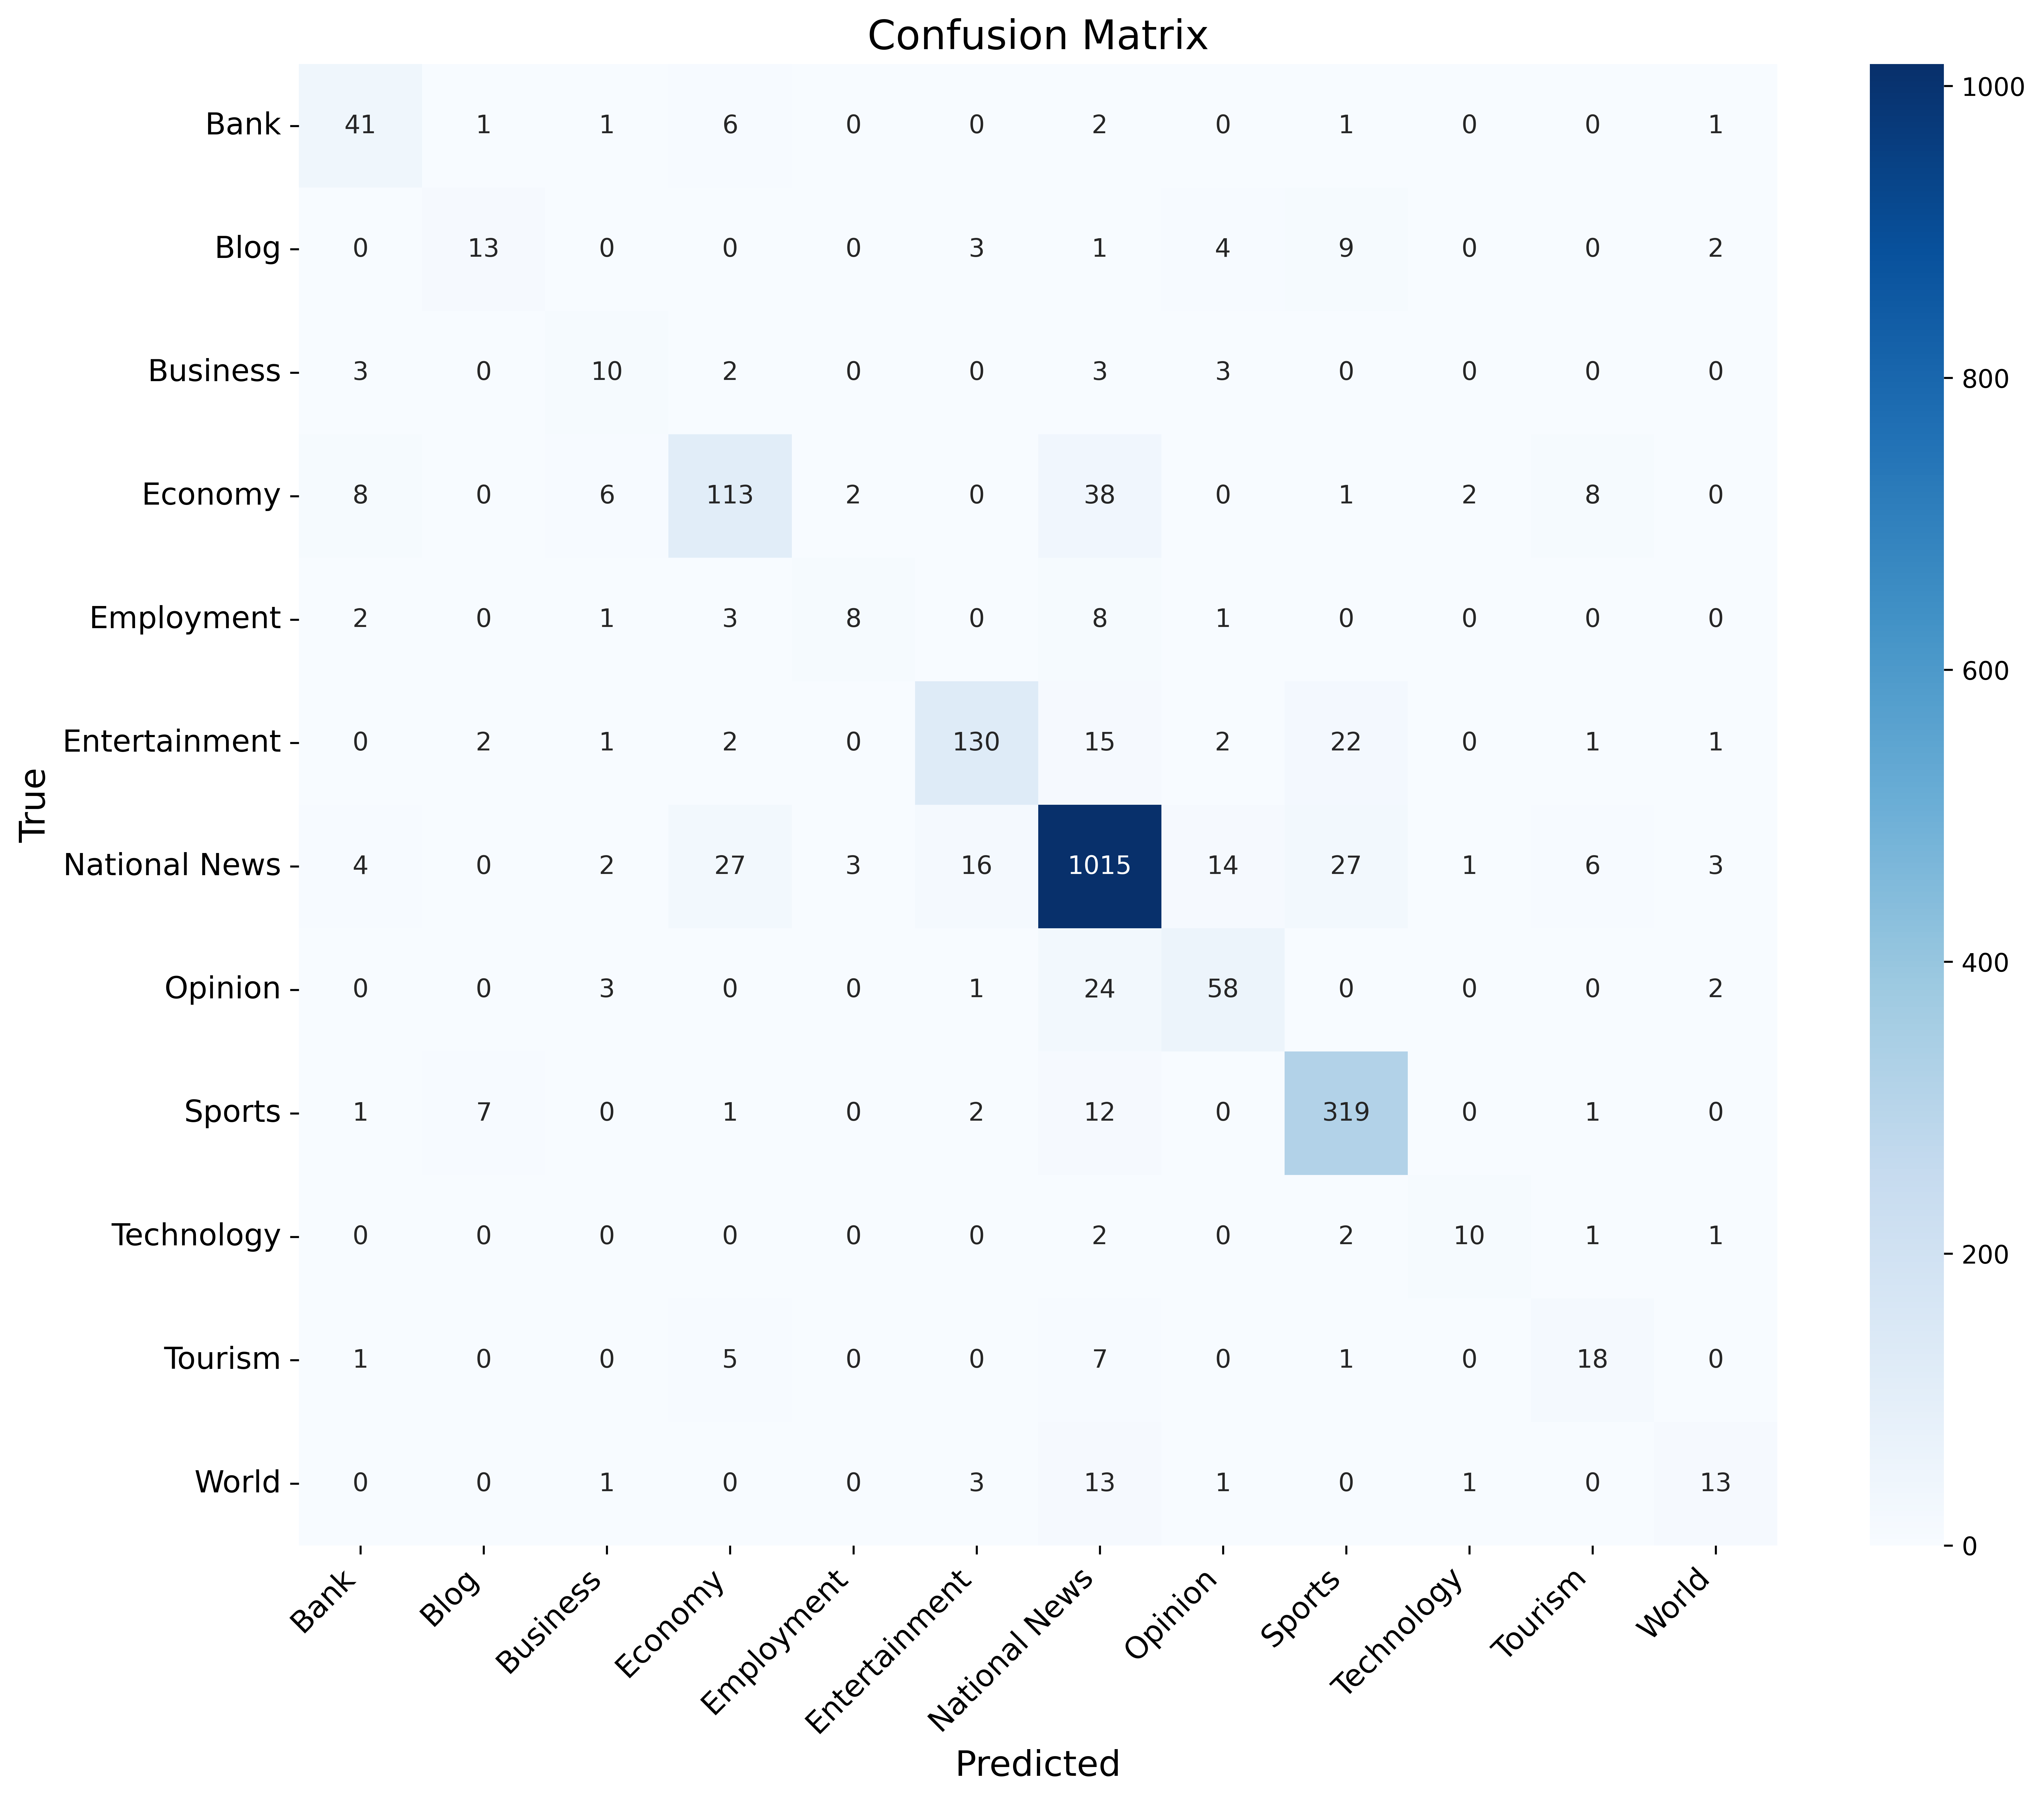 Confusion Matrix
Bank 41 1 1 6 0 0 2 0 1 0 0 1
Blog 0 13 0 0 0 3 1 4 9 0 0 2
Business 3 0 10 2 0 0 3 3 0 0 0 0
Economy 8 0 6 113 2 0 38 0 1 2 8 0
Employment 2 0 1 3 8 0 8 1 0 0 0 0
Entertainment 0 2 1 2 0 130 15 2 22 0 1 1
National News 4 0 2 27 3 16 1015 14 27 1 6 3
Opinion 0 0 3 0 0 1 24 58 0 0 0 2
Sports 1 7 0 1 0 2 12 0 319 0 1 0
Technology 0 0 0 0 0 0 2 0 2 10 1 1
Tourism 1 0 0 5 0 0 7 0 1 0 18 0
World 0 0 1 0 0 3 13 1 0 1 0 13
True
Bank Blog Business Economy Employment Entertainment National News Opinion Sports Technology Tourism World
Predicted
1000
800
600
400
200
0